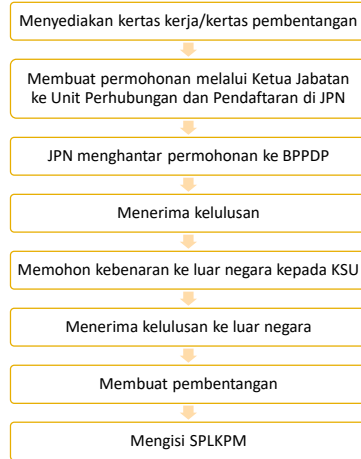 Menyediakan kertas kerja/kertas pembentangan
Membuat permohonan melalui Ketua Jabatan
ke Unit Perhubungan dan Pendaftaran di JPN
JPN menghantar permohonan ke BPPDP
Menerima kelulusan
Memohon kebenaran ke luar negara kepada KSU
Menerima kelulusan ke luar negara
Membuat pembentangan
Mengisi SPLKPM